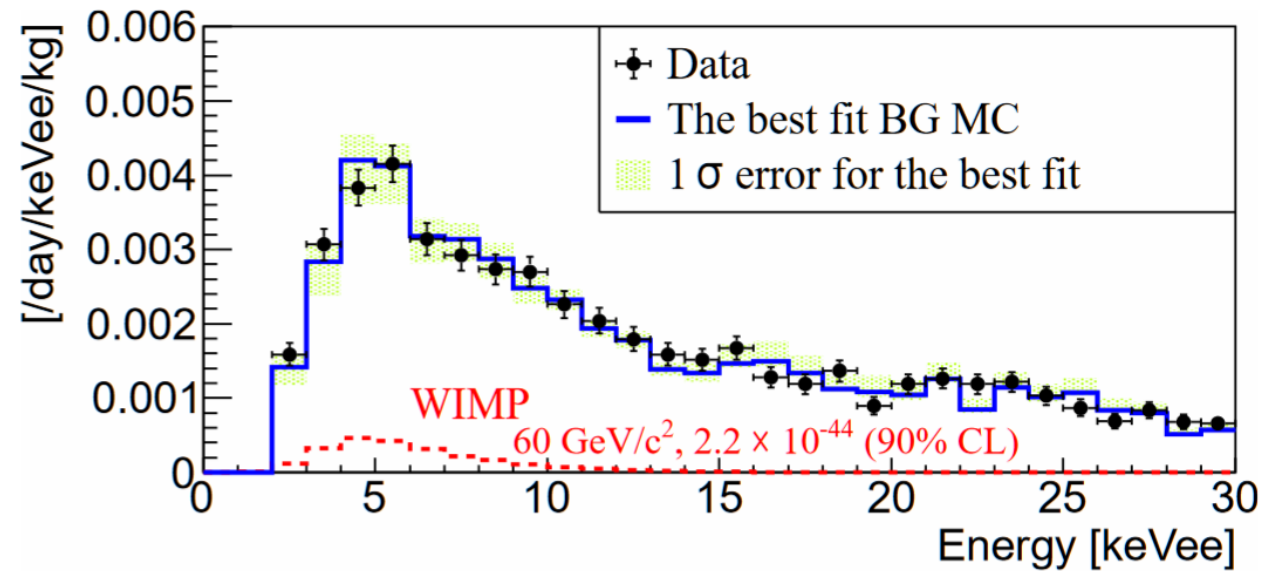 [/day/keVee/kg]
0.006
0.005
0.004
0.003
0.002
0.001
0
Data
The best fit BG MC
1 σ error for the best fit
WIMP
60 GeV/c², 2.2 × 10⁻⁴⁴ (90% CL)
0 5 10 15 20 25 30
Energy [keVee]